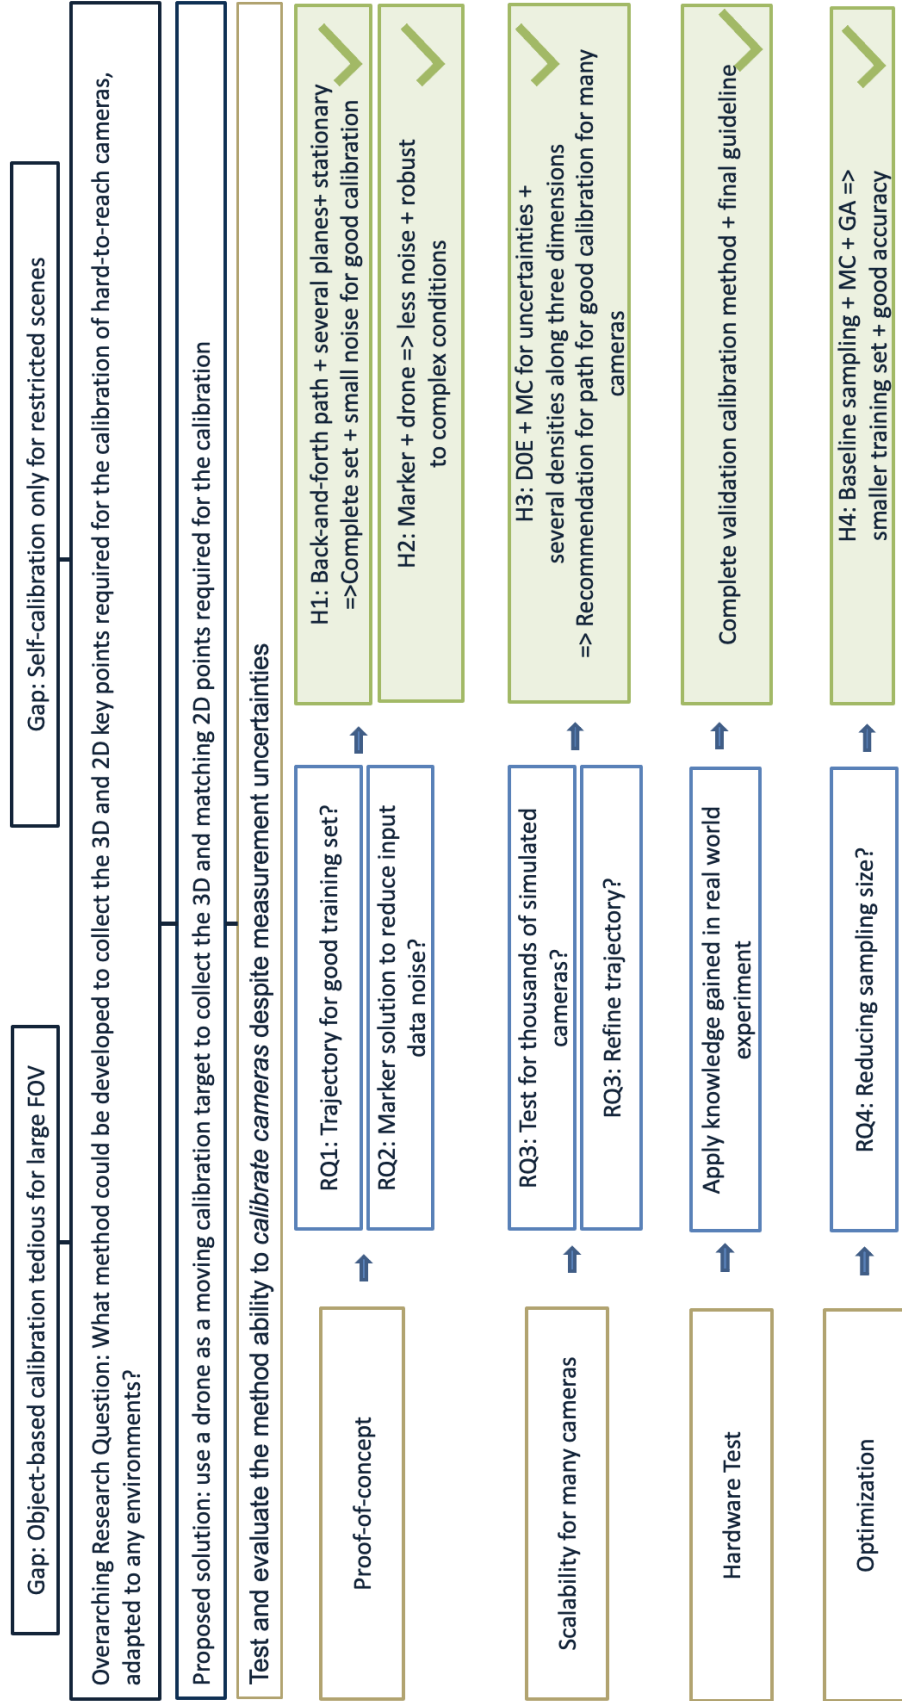 Gap: Object-based calibration tedious for large FOV
Gap: Self-calibration only for restricted scenes
Overarching Research Question: What method could be developed to collect the 3D and 2D key points required for the calibration of hard-to-reach cameras,
adapted to any environments?
Proposed solution: use a drone as a moving calibration target to collect the 3D and matching 2D points required for the calibration
Test and evaluate the method ability to calibrate cameras despite measurement uncertainties
Proof-of-concept
RQ1: Trajectory for good training set?
RQ2: Marker solution to reduce input
data noise?
H1: Back-and-forth path + several planes+ stationary
=>Complete set + small noise for good calibration
H2: Marker + drone => less noise + robust
to complex conditions
Scalability for many cameras
RQ3: Test for thousands of simulated
cameras?
RQ3: Refine trajectory?
H3: D0E + MC for uncertainties +
several densities along three dimensions
=> Recommendation for path for good calibration for many
cameras
Hardware Test
Apply knowledge gained in real world
experiment
Complete validation calibration method + final guideline
Optimization
RQ4: Reducing sampling size?
H4: Baseline sampling + MC + GA =>
smaller training set + good accuracy